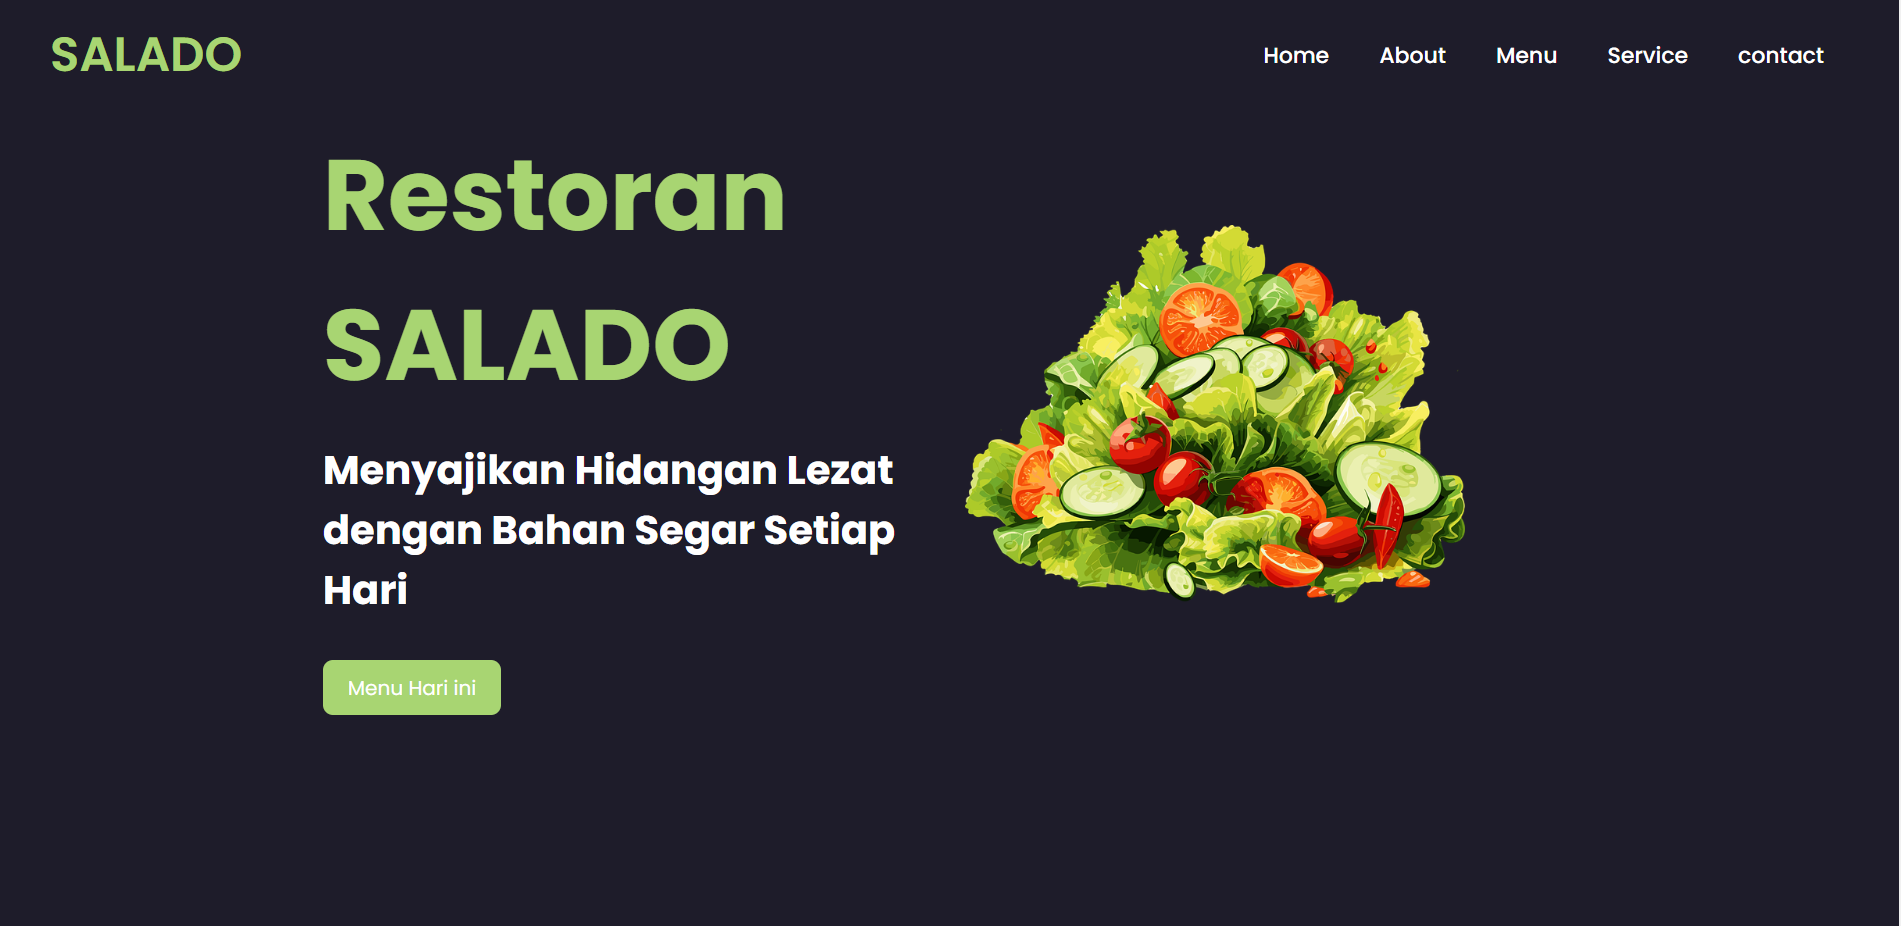 SALADO
Home About Menu Service contact
Restoran
SALADO
Menyajikan Hidangan Lezat
dengan Bahan Segar Setiap
Hari
Menu Hari ini